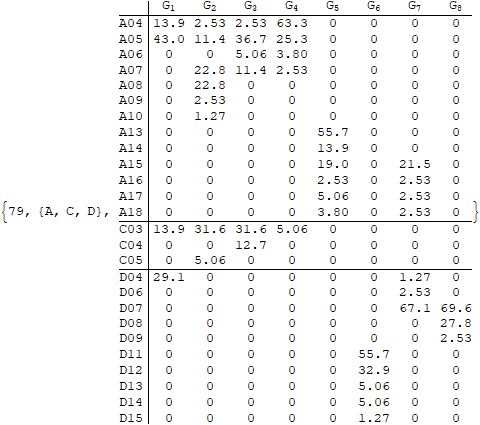 G₁ G₂ G₃ G₄ G₅ G₆ G₇ G₈
A04 13.9 2.53 2.53 63.3 0 0 0 0
A05 43.0 11.4 36.7 25.3 0 0 0 0
A06 0 0 5.06 3.80 0 0 0 0
A07 0 22.8 11.4 2.53 0 0 0 0
A08 0 22.8 0 0 0 0 0 0
A09 0 2.53 0 0 0 0 0 0
A10 0 1.27 0 0 0 0 0 0
A13 0 0 0 0 55.7 0 0 0
A14 0 0 0 0 13.9 0 0 0
A15 0 0 0 0 19.0 0 21.5 0
A16 0 0 0 0 2.53 0 2.53 0
A17 0 0 0 0 5.06 0 2.53 0
{79, {A, C, D}, A18 0 0 0 0 3.80 0 2.53 0 }
C03 13.9 31.6 31.6 5.06 0 0 0 0
C04 0 0 12.7 0 0 0 0 0
C05 0 5.06 0 0 0 0 0 0
D04 29.1 0 0 0 0 0 1.27 0
D06 0 0 0 0 0 0 2.53 0
D07 0 0 0 0 0 0 67.1 69.6
D08 0 0 0 0 0 0 0 27.8
D09 0 0 0 0 0 0 0 2.53
D11 0 0 0 0 0 55.7 0 0
D12 0 0 0 0 0 32.9 0 0
D13 0 0 0 0 0 5.06 0 0
D14 0 0 0 0 0 5.06 0 0
D15 0 0 0 0 0 1.27 0 0